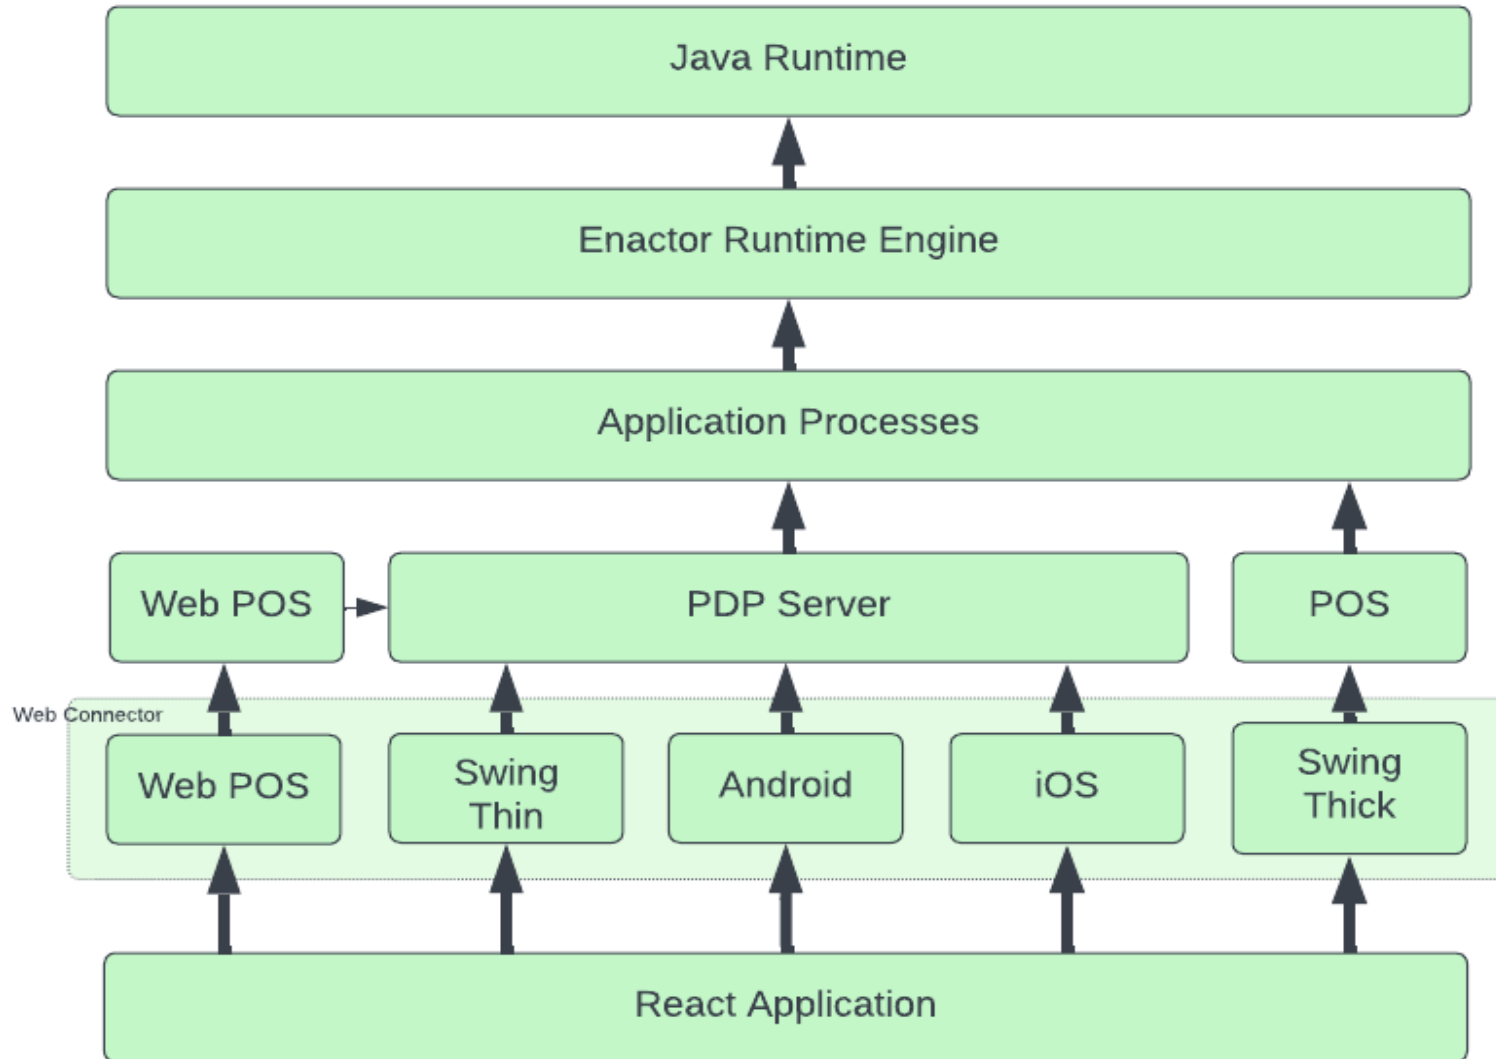 Java Runtime
Enactor Runtime Engine
Application Processes
Web POS
PDP Server
POS
Web Connector
Web POS
Swing
Thin
Android
iOS
Swing
Thick
React Application